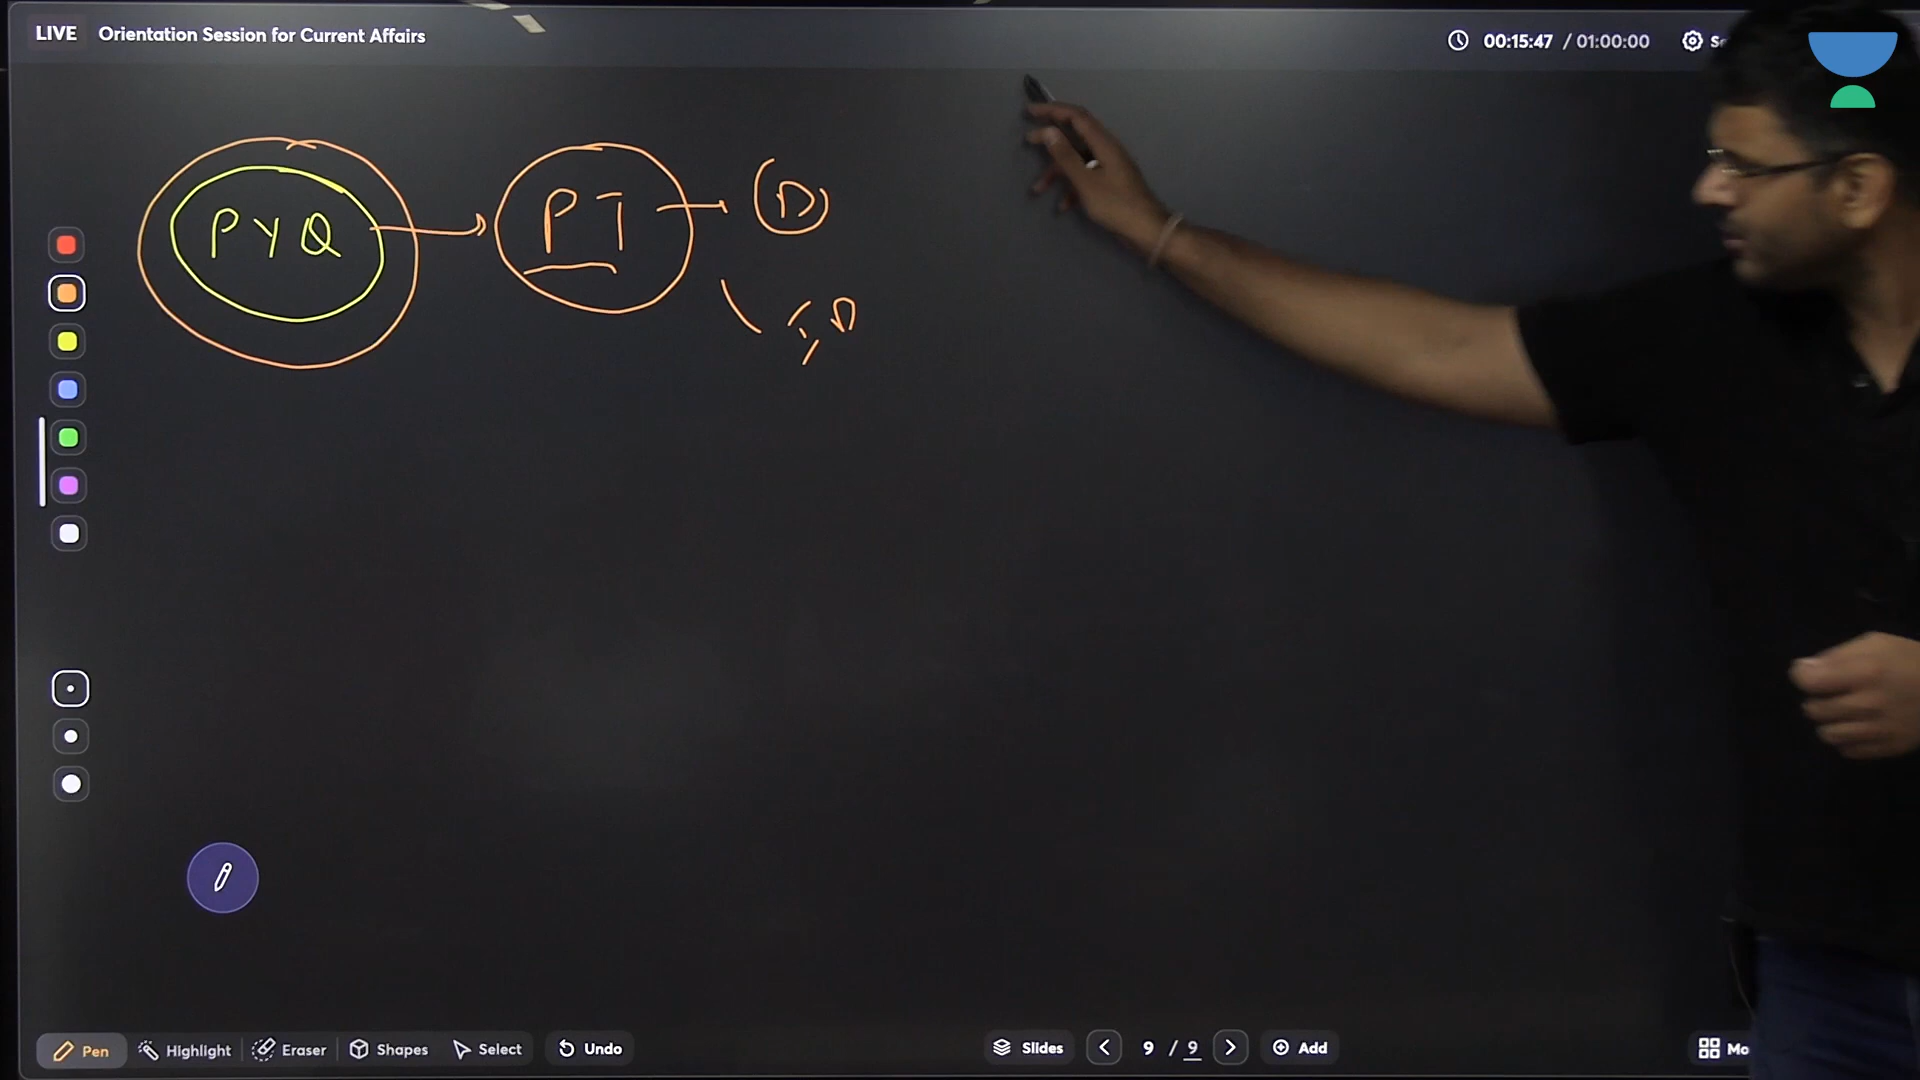 LIVE Orientation Session for Current Affairs 00:15:47 / 01:00:00
PYQ PT D
I, D
Pen Highlight Eraser Shapes Select Undo Slides 9 / 9 Add